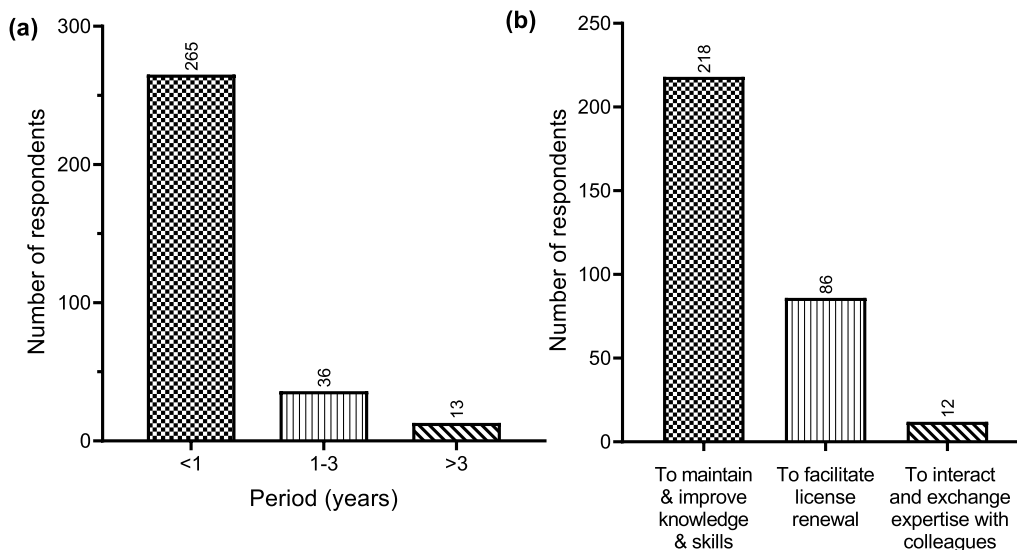 (a)
300
200
100
0
Number of respondents
265
36
13
<1
1-3
>3
Period (years)
(b)
250
200
150
100
50
0
Number of respondents
218
86
12
To maintain
& improve
knowledge
& skills
To facilitate
license
renewal
To interact
and exchange
expertise with
colleagues